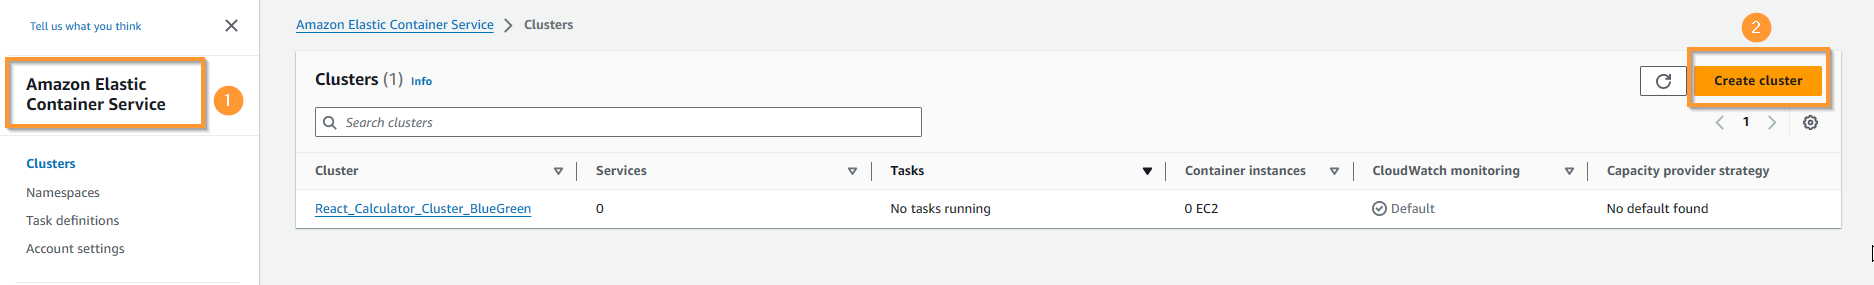 Tell us what you think
Amazon Elastic
Container Service
1
Clusters
Namespaces
Task definitions
Account settings
Amazon Elastic Container Service > Clusters
2
Clusters (1) Info
Create cluster
Search clusters
1
Cluster Services Tasks Container instances CloudWatch monitoring Capacity provider strategy
React_Calculator_Cluster_BlueGreen 0 No tasks running 0 EC2 Default No default found